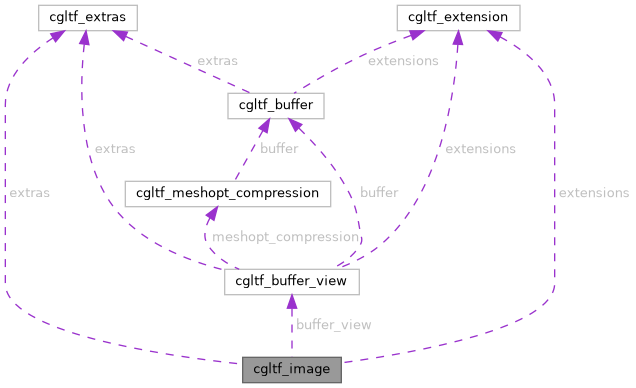 cgltf_extras
cgltf_extension
extras
extensions
cgltf_buffer
extras
buffer
extensions
extras
cgltf_meshopt_compression
buffer
extensions
meshopt_compression
cgltf_buffer_view
buffer_view
cgltf_image